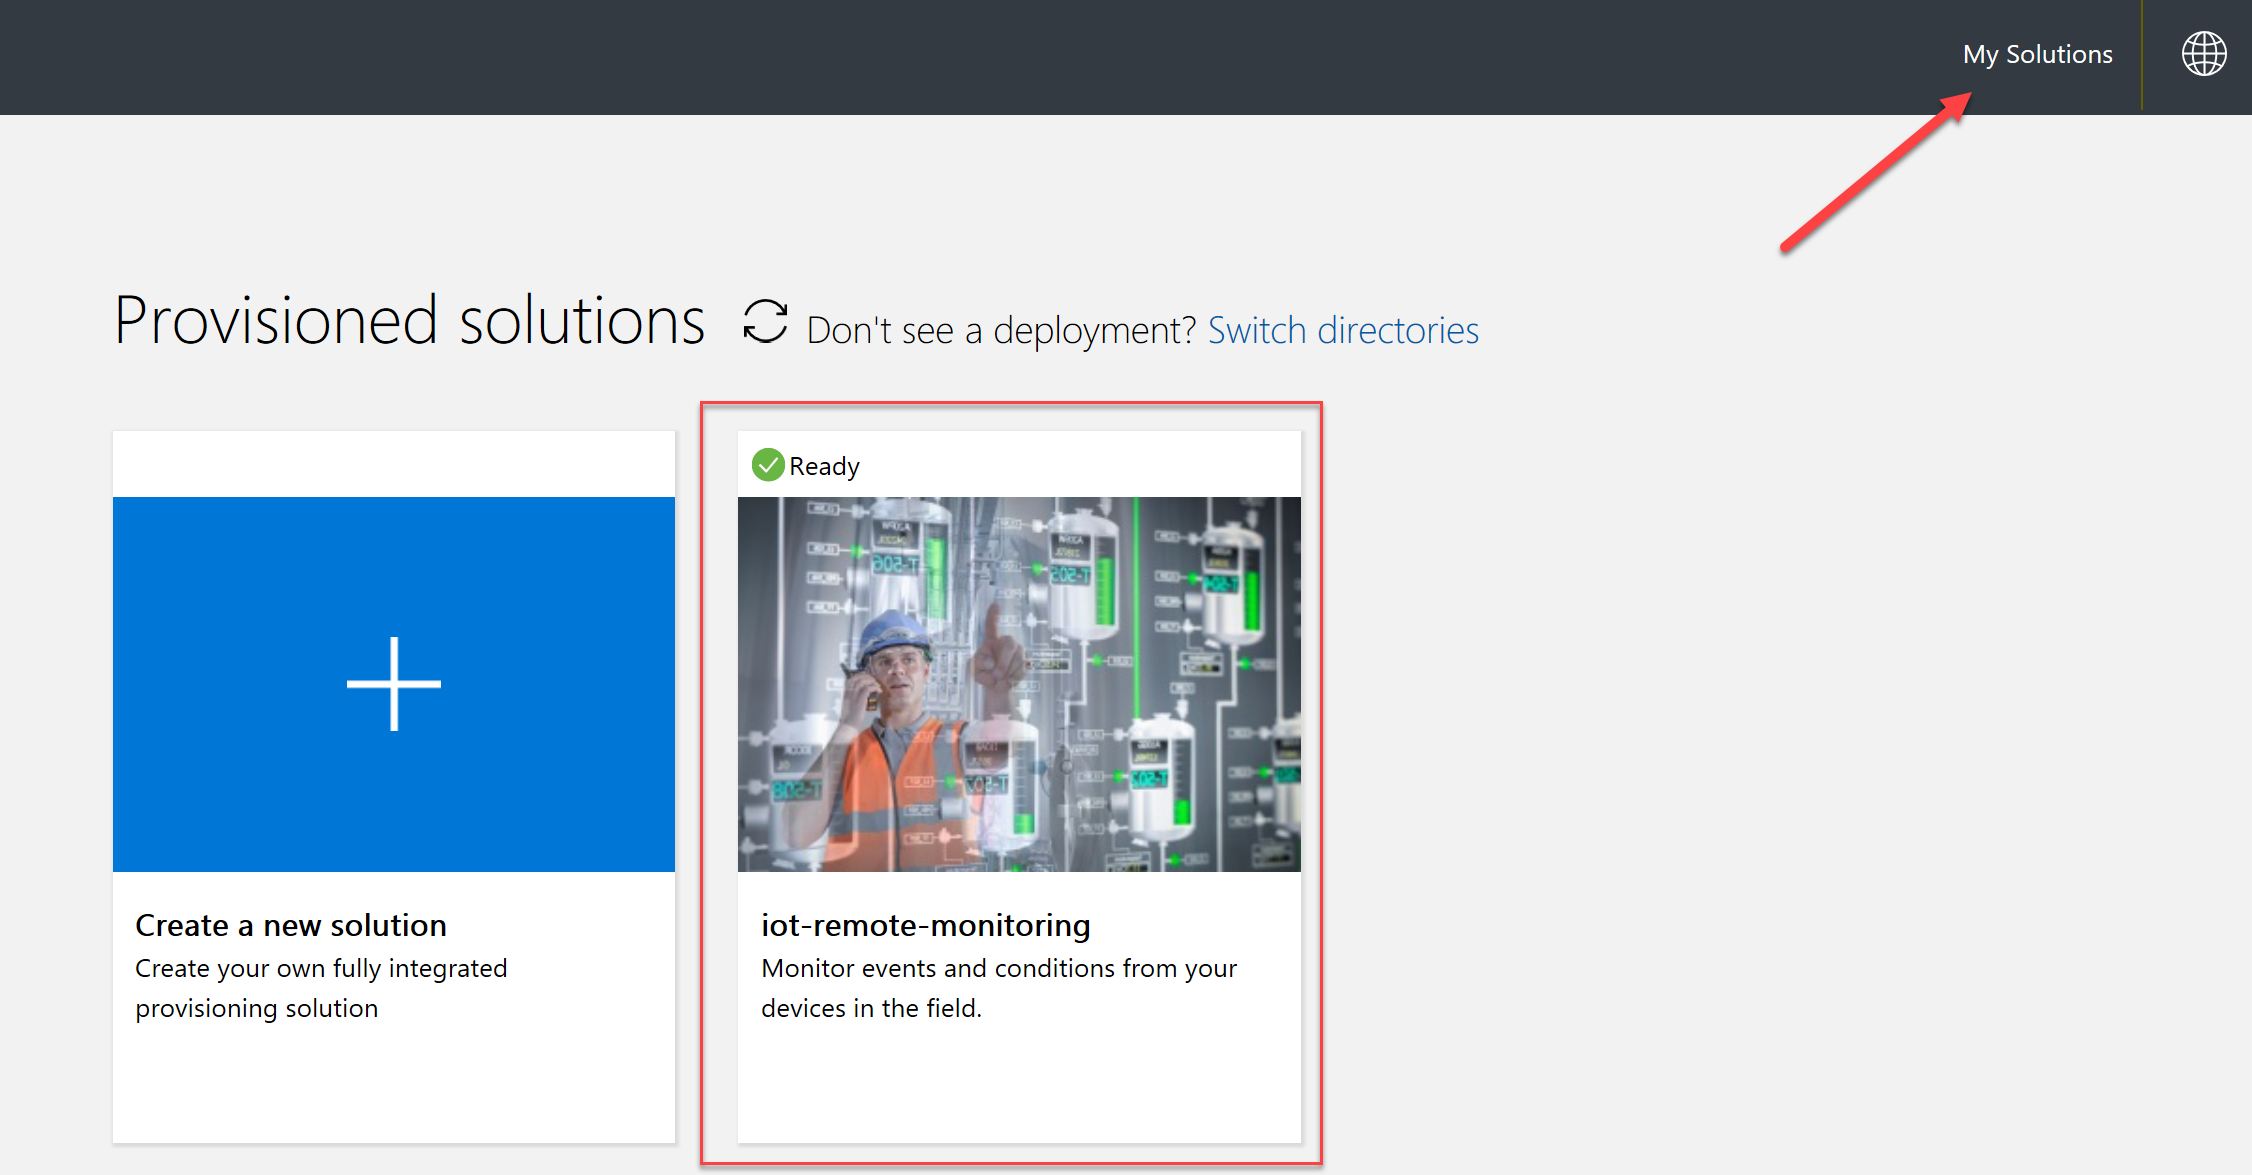 My Solutions
Provisioned solutions
Don't see a deployment? Switch directories
Ready
Create a new solution
Create your own fully integrated
provisioning solution
iot-remote-monitoring
Monitor events and conditions from your
devices in the field.